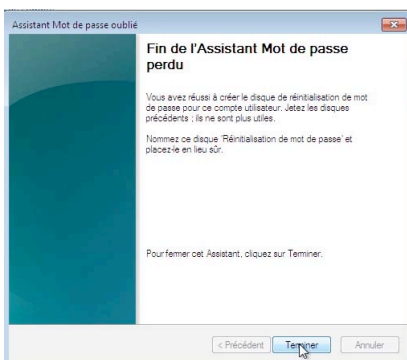 Assistant Mot de passe oublié
Fin de l'Assistant Mot de passe
perdu
Vous avez réussi à créer le disque de réinitialisation de mot
de passe pour ce compte utilisateur. Jetez les disques
précédents ; ils ne sont plus utiles.
Nommez ce disque 'Réinitialisation de mot de passe' et
placez-le en lieu sûr.
Pour fermer cet Assistant, cliquez sur Terminer.
< Précédent
Terminer
Annuler